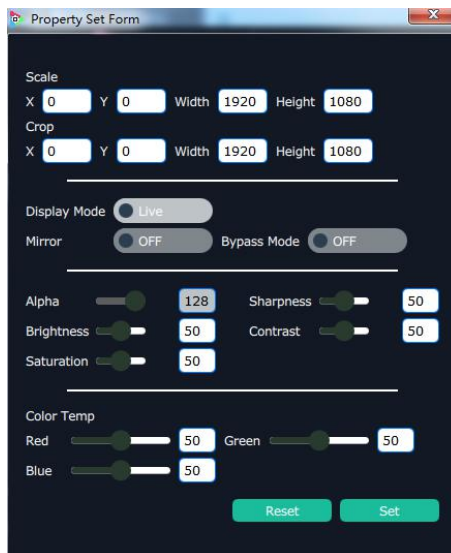 Property Set Form
Scale
X 0 Y 0 Width 1920 Height 1080
Crop
X 0 Y 0 Width 1920 Height 1080
Display Mode Live
Mirror OFF Bypass Mode OFF
Alpha 128 Sharpness 50
Brightness 50 Contrast 50
Saturation 50
Color Temp
Red 50 Green 50
Blue 50
Reset Set